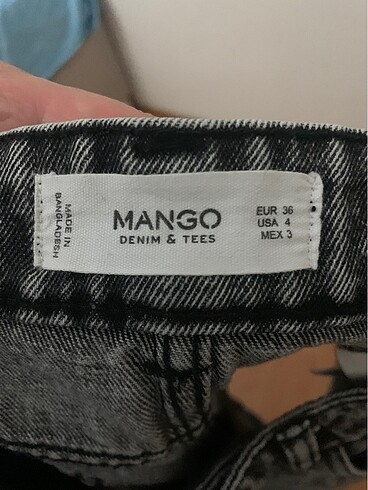 MADE IN
BANGLADESH
MANGO
DENIM & TEES
EUR 36
USA 4
MEX 3